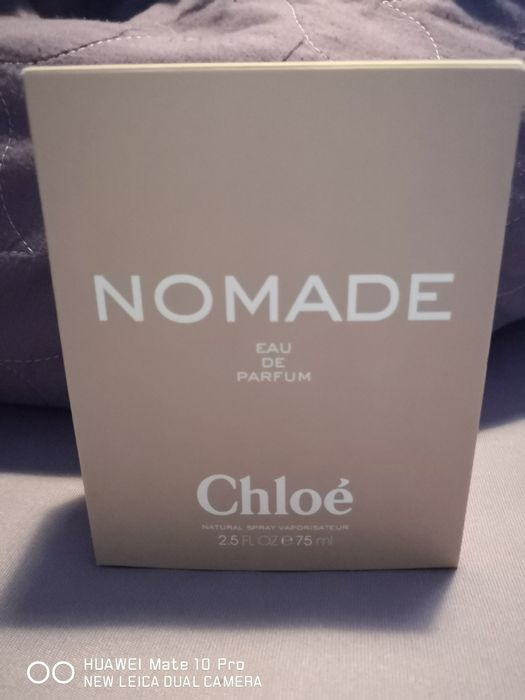 NOMADE
EAU
DE
PARFUM
Chloé
NATURAL SPRAY VAPORISATEUR
2.5 FL OZ ℮ 75 ml
HUAWEI Mate 10 Pro
NEW LEICA DUAL CAMERA